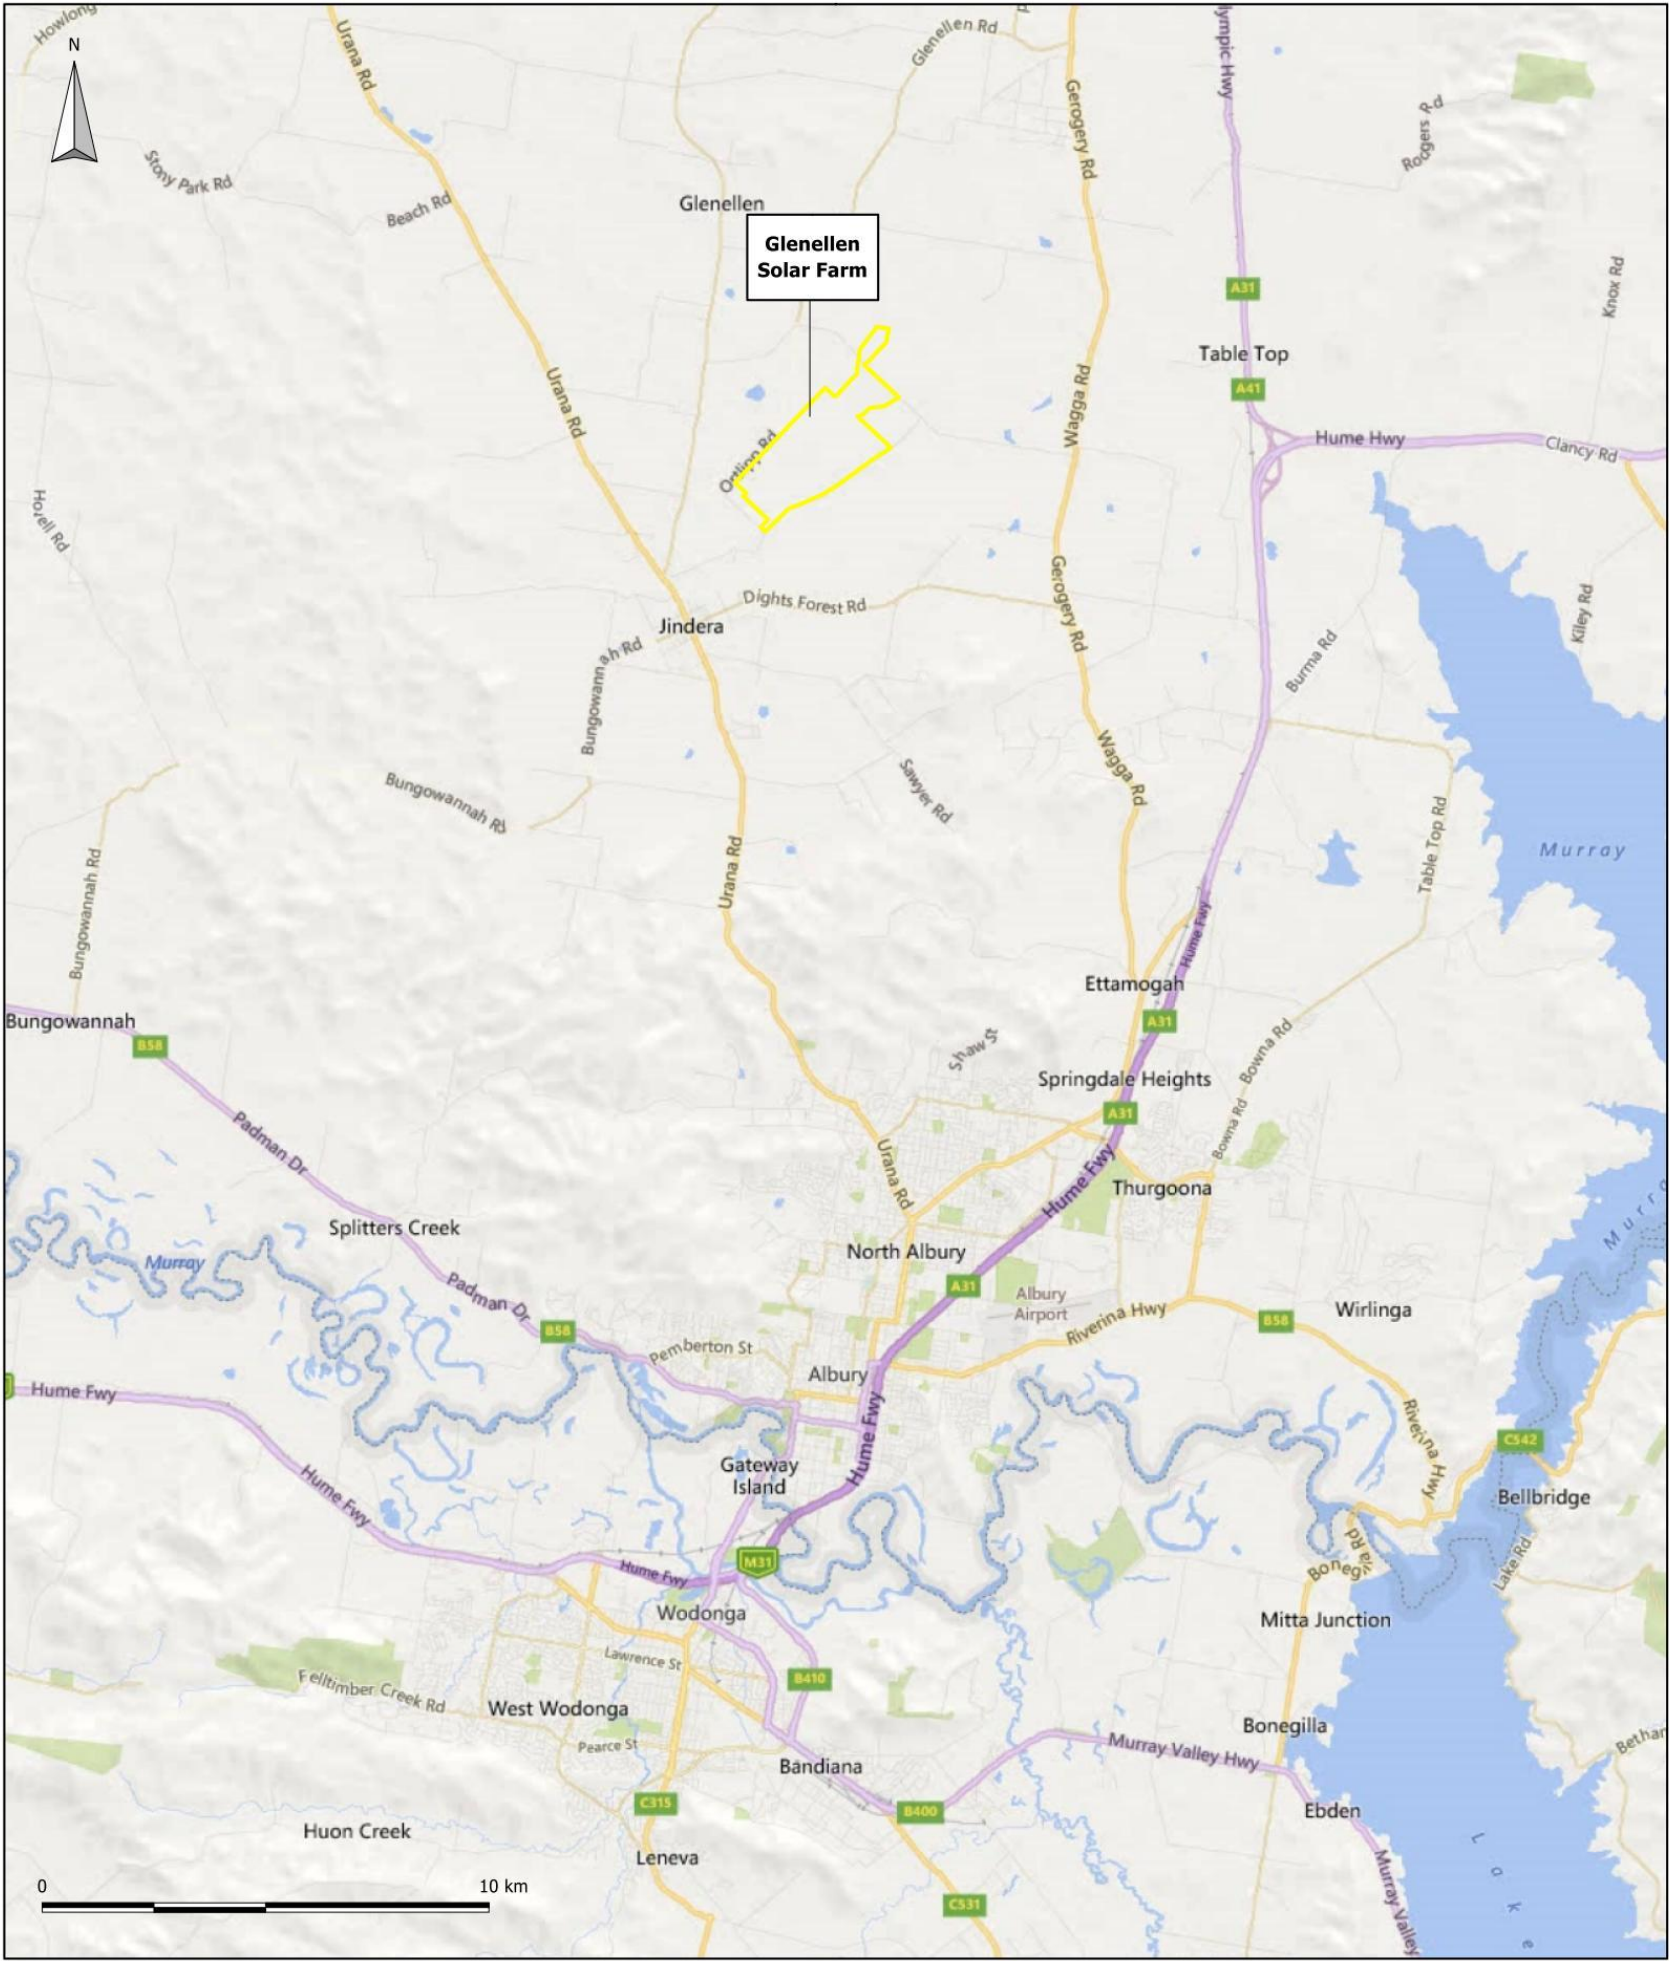 Howlong
N
Urana Rd
Glenellen Rd
lympic Hwy
Gerogery Rd
Rodgers Rd
Stony Park Rd
Beach Rd
Glenellen
Glenellen
Solar Farm
Knox Rd
A31
Table Top
A41
Urana Rd
Wagga Rd
Hume Hwy
Clancy Rd
Ortlipp Rd
Hovell Rd
Dights Forest Rd
Gerogery Rd
Kiley Rd
Jindera
Bungowannah Rd
Burma Rd
Bungowannah Rd
Wagga Rd
Sawyer Rd
Urana Rd
Table Top Rd
Murray
Bungowannah Rd
Hume Fwy
Ettamogah
Bungowannah
A31
B58
Shaw St
Bowna Rd
Springdale Heights
A31
Padman Dr
Bowna Rd
Urana Rd
Hume Fwy
Thurgoona
Splitters Creek
Murray
North Albury
Murra
Padman Dr
A31
Albury
Airport
Riverina Hwy
B58
Wirlinga
B58
Pemberton St
Albury
Hume Fwy
Hume Fwy
Riverina Hwy
C542
Gateway
Island
Hume Fwy
Bellbridge
M31
Hume Fwy
Lake Rd
Wodonga
Mitta Junction
Lawrence St
B410
Felltimber Creek Rd
West Wodonga
Bonegilla
Pearce St
Murray Valley Hwy
Bethan
Bandiana
C315
B400
Ebden
Huon Creek
Leneva
Lake
Murray Valley
0
10 km
C531